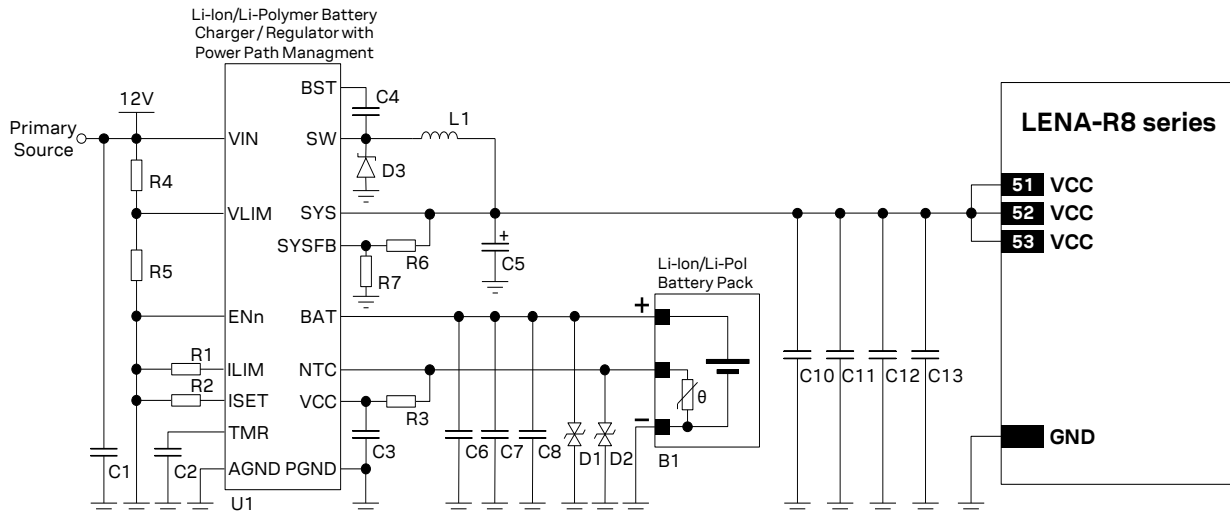 Li-Ion/Li-Polymer Battery
Charger / Regulator with
Power Path Managment
12V
Primary
Source
BST
C4
L1
VIN
SW
D3
R4
VLIM
SYS
SYSFB
R6
C5
+
R5
R7
ENn
BAT
R1
ILIM
NTC
R2
ISET
VCC
R3
TMR
C3
C1
C2
AGND
PGND
U1
C6
C7
C8
D1
D2
Li-Ion/Li-Pol
Battery Pack
+
θ
−
B1
C10
C11
C12
C13
LENA-R8 series
51 VCC
52 VCC
53 VCC
GND